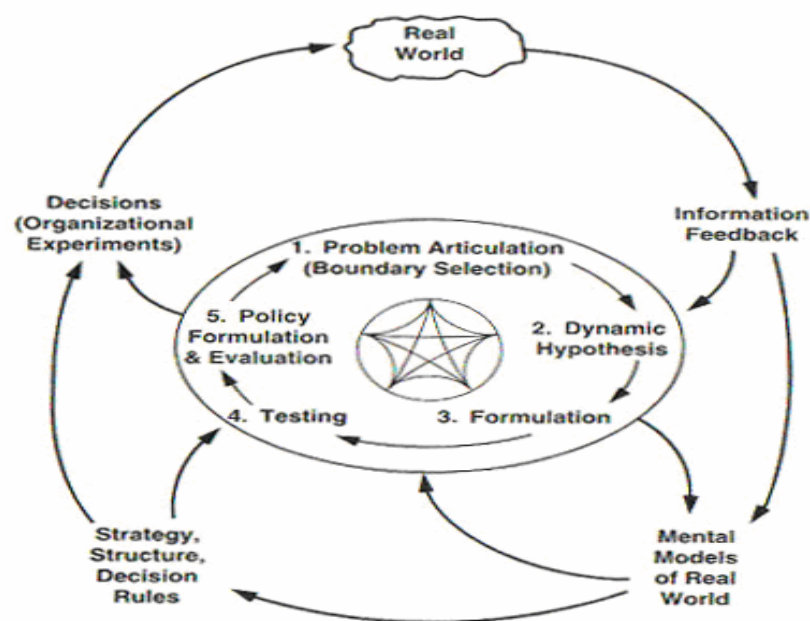 Real
World
Decisions
(Organizational
Experiments)
Information
Feedback
1. Problem Articulation
(Boundary Selection)
5. Policy
Formulation
& Evaluation
2. Dynamic
Hypothesis
4. Testing
3. Formulation
Strategy,
Structure,
Decision
Rules
Mental
Models
of Real
World